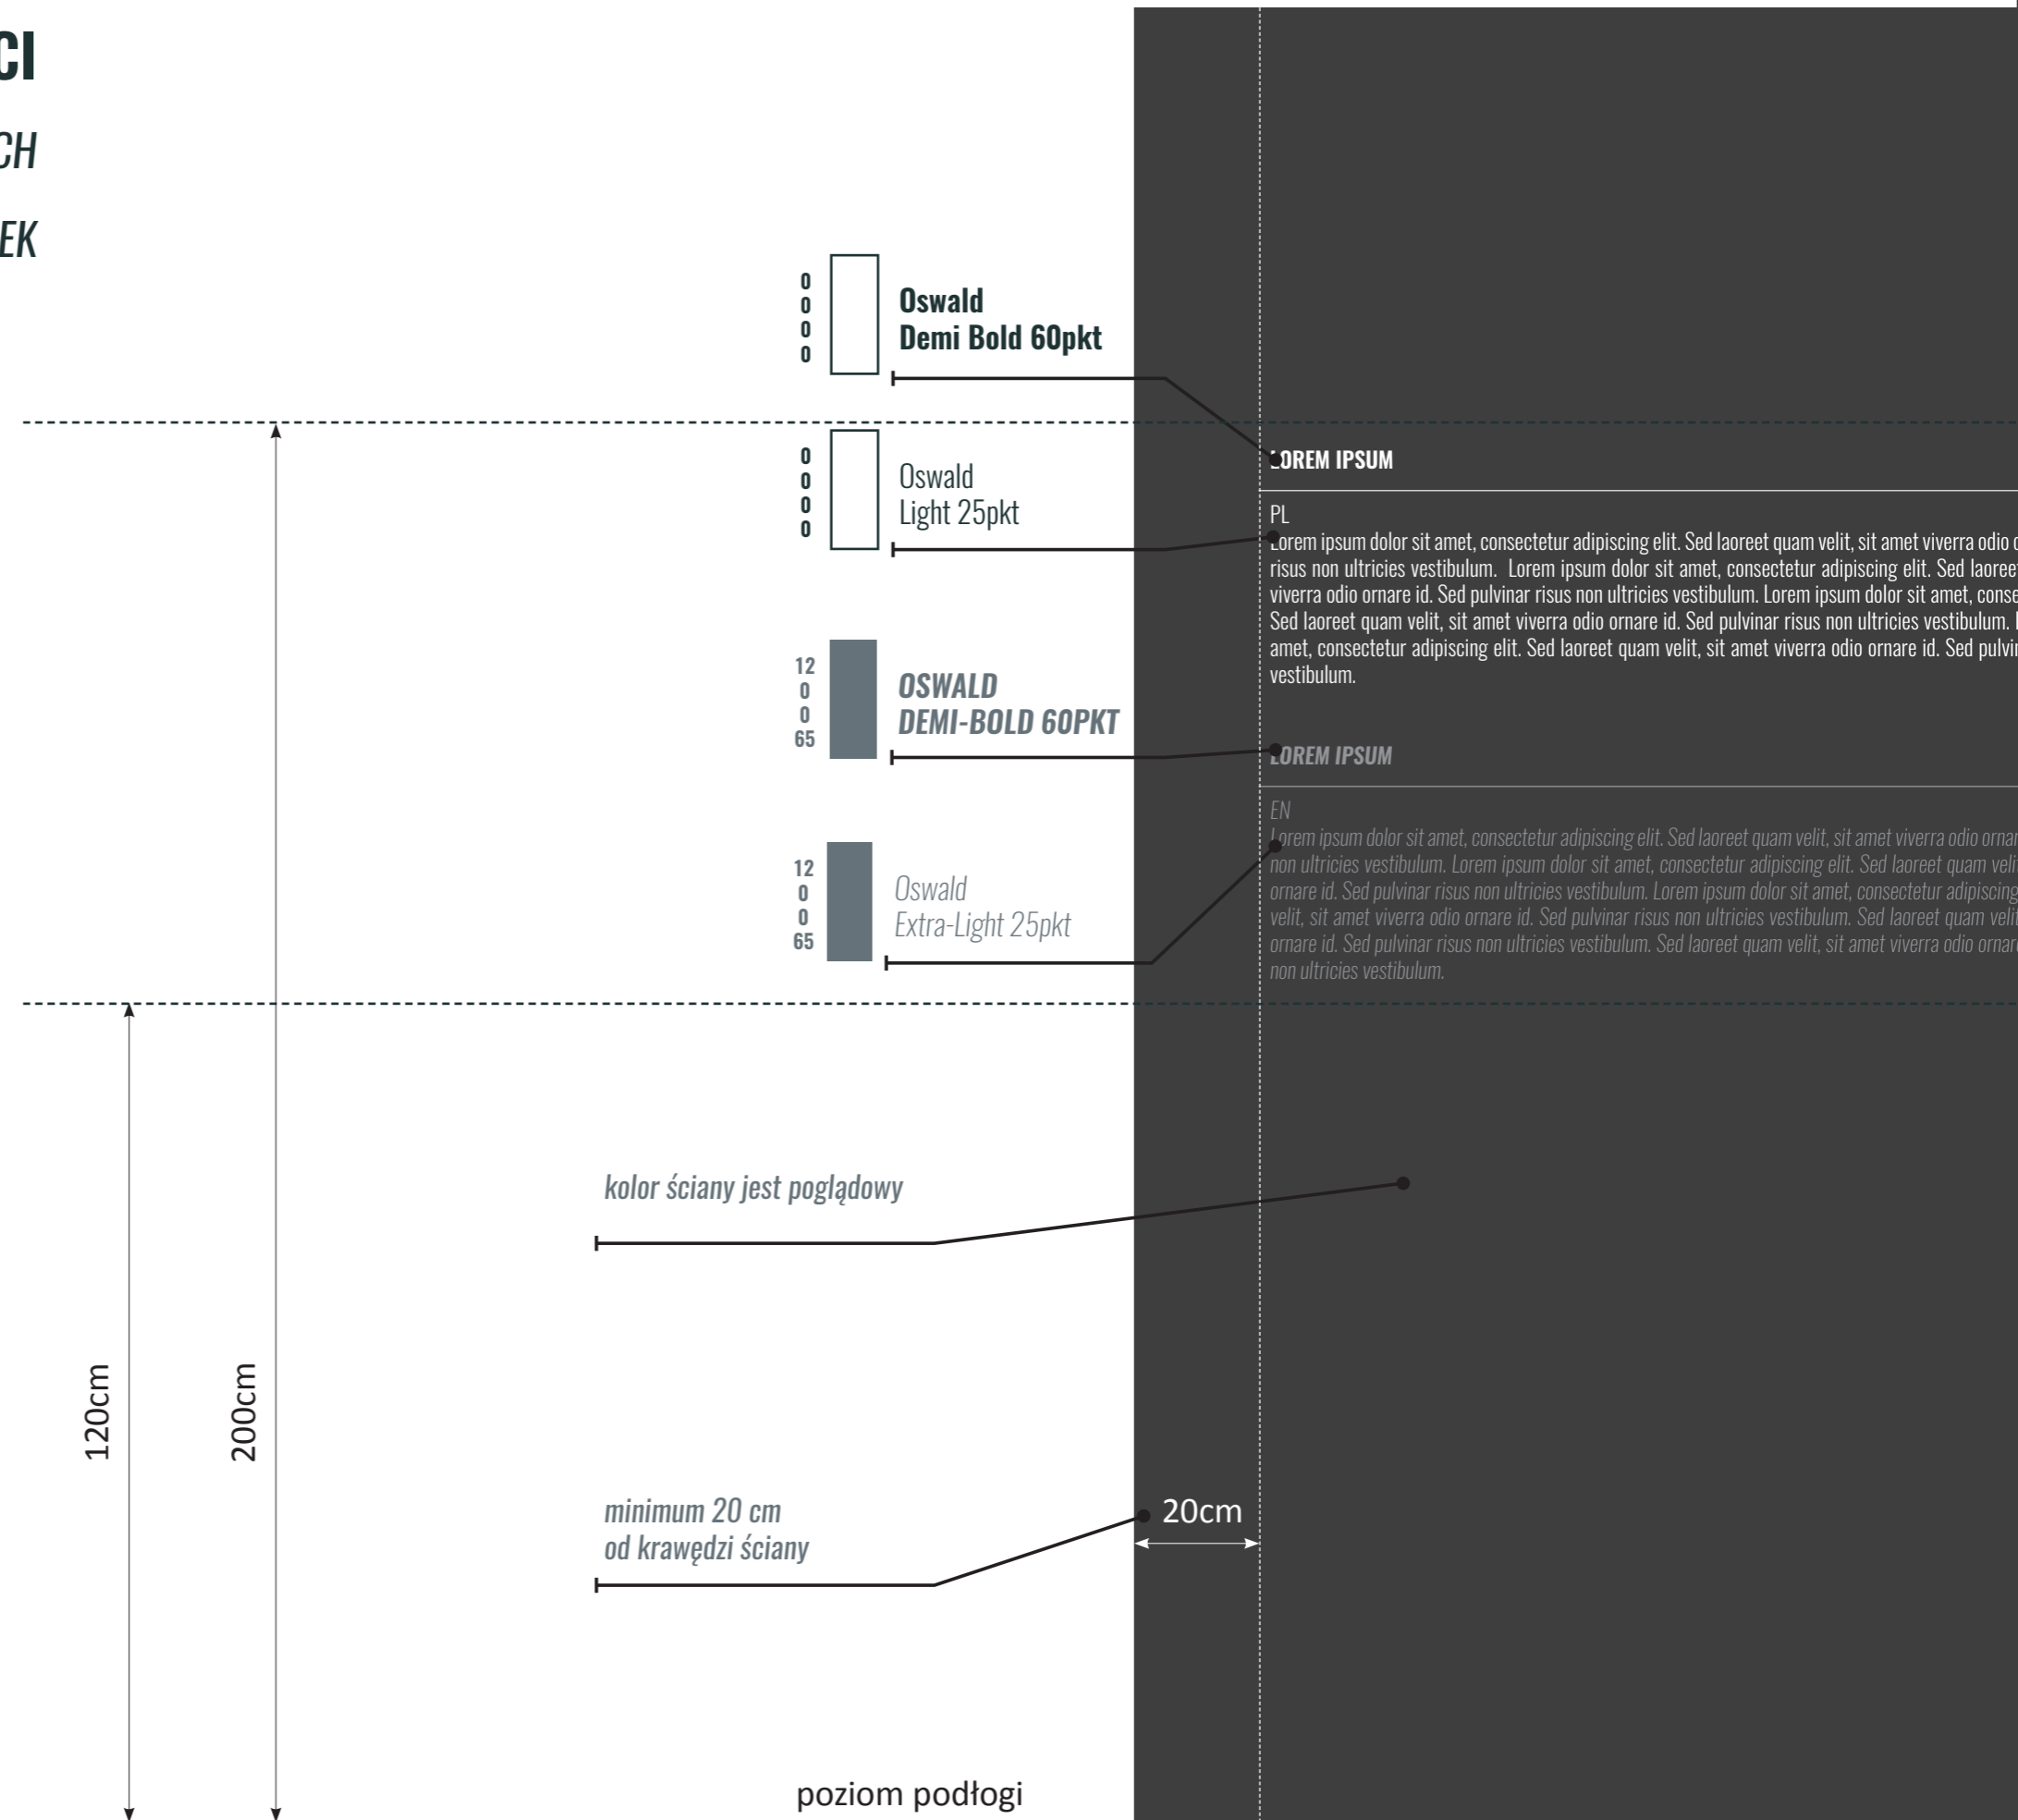 CI
CH
EK
0
0
0
0
Oswald
Demi Bold 60pkt
0
0
0
0
Oswald
Light 25pkt
12
0
0
65
OSWALD
DEMI-BOLD 60PKT
12
0
0
65
Oswald
Extra-Light 25pkt
LOREM IPSUM
PL
Lorem ipsum dolor sit amet, consectetur adipiscing elit. Sed laoreet quam velit, sit amet viverra odio
risus non ultricies vestibulum. Lorem ipsum dolor sit amet, consectetur adipiscing elit. Sed laoreet
viverra odio ornare id. Sed pulvinar risus non ultricies vestibulum. Lorem ipsum dolor sit amet, conse
Sed laoreet quam velit, sit amet viverra odio ornare id. Sed pulvinar risus non ultricies vestibulum.
amet, consectetur adipiscing elit. Sed laoreet quam velit, sit amet viverra odio ornare id. Sed pulvin
vestibulum.
LOREM IPSUM
EN
Lorem ipsum dolor sit amet, consectetur adipiscing elit. Sed laoreet quam velit, sit amet viverra odio ornar
non ultricies vestibulum. Lorem ipsum dolor sit amet, consectetur adipiscing elit. Sed laoreet quam velit
ornare id. Sed pulvinar risus non ultricies vestibulum. Lorem ipsum dolor sit amet, consectetur adipiscing
velit, sit amet viverra odio ornare id. Sed pulvinar risus non ultricies vestibulum. Sed laoreet quam velit
ornare id. Sed pulvinar risus non ultricies vestibulum. Sed laoreet quam velit, sit amet viverra odio ornare
non ultricies vestibulum.
kolor ściany jest poglądowy
120cm
200cm
minimum 20 cm
od krawędzi ściany
20cm
poziom podłogi